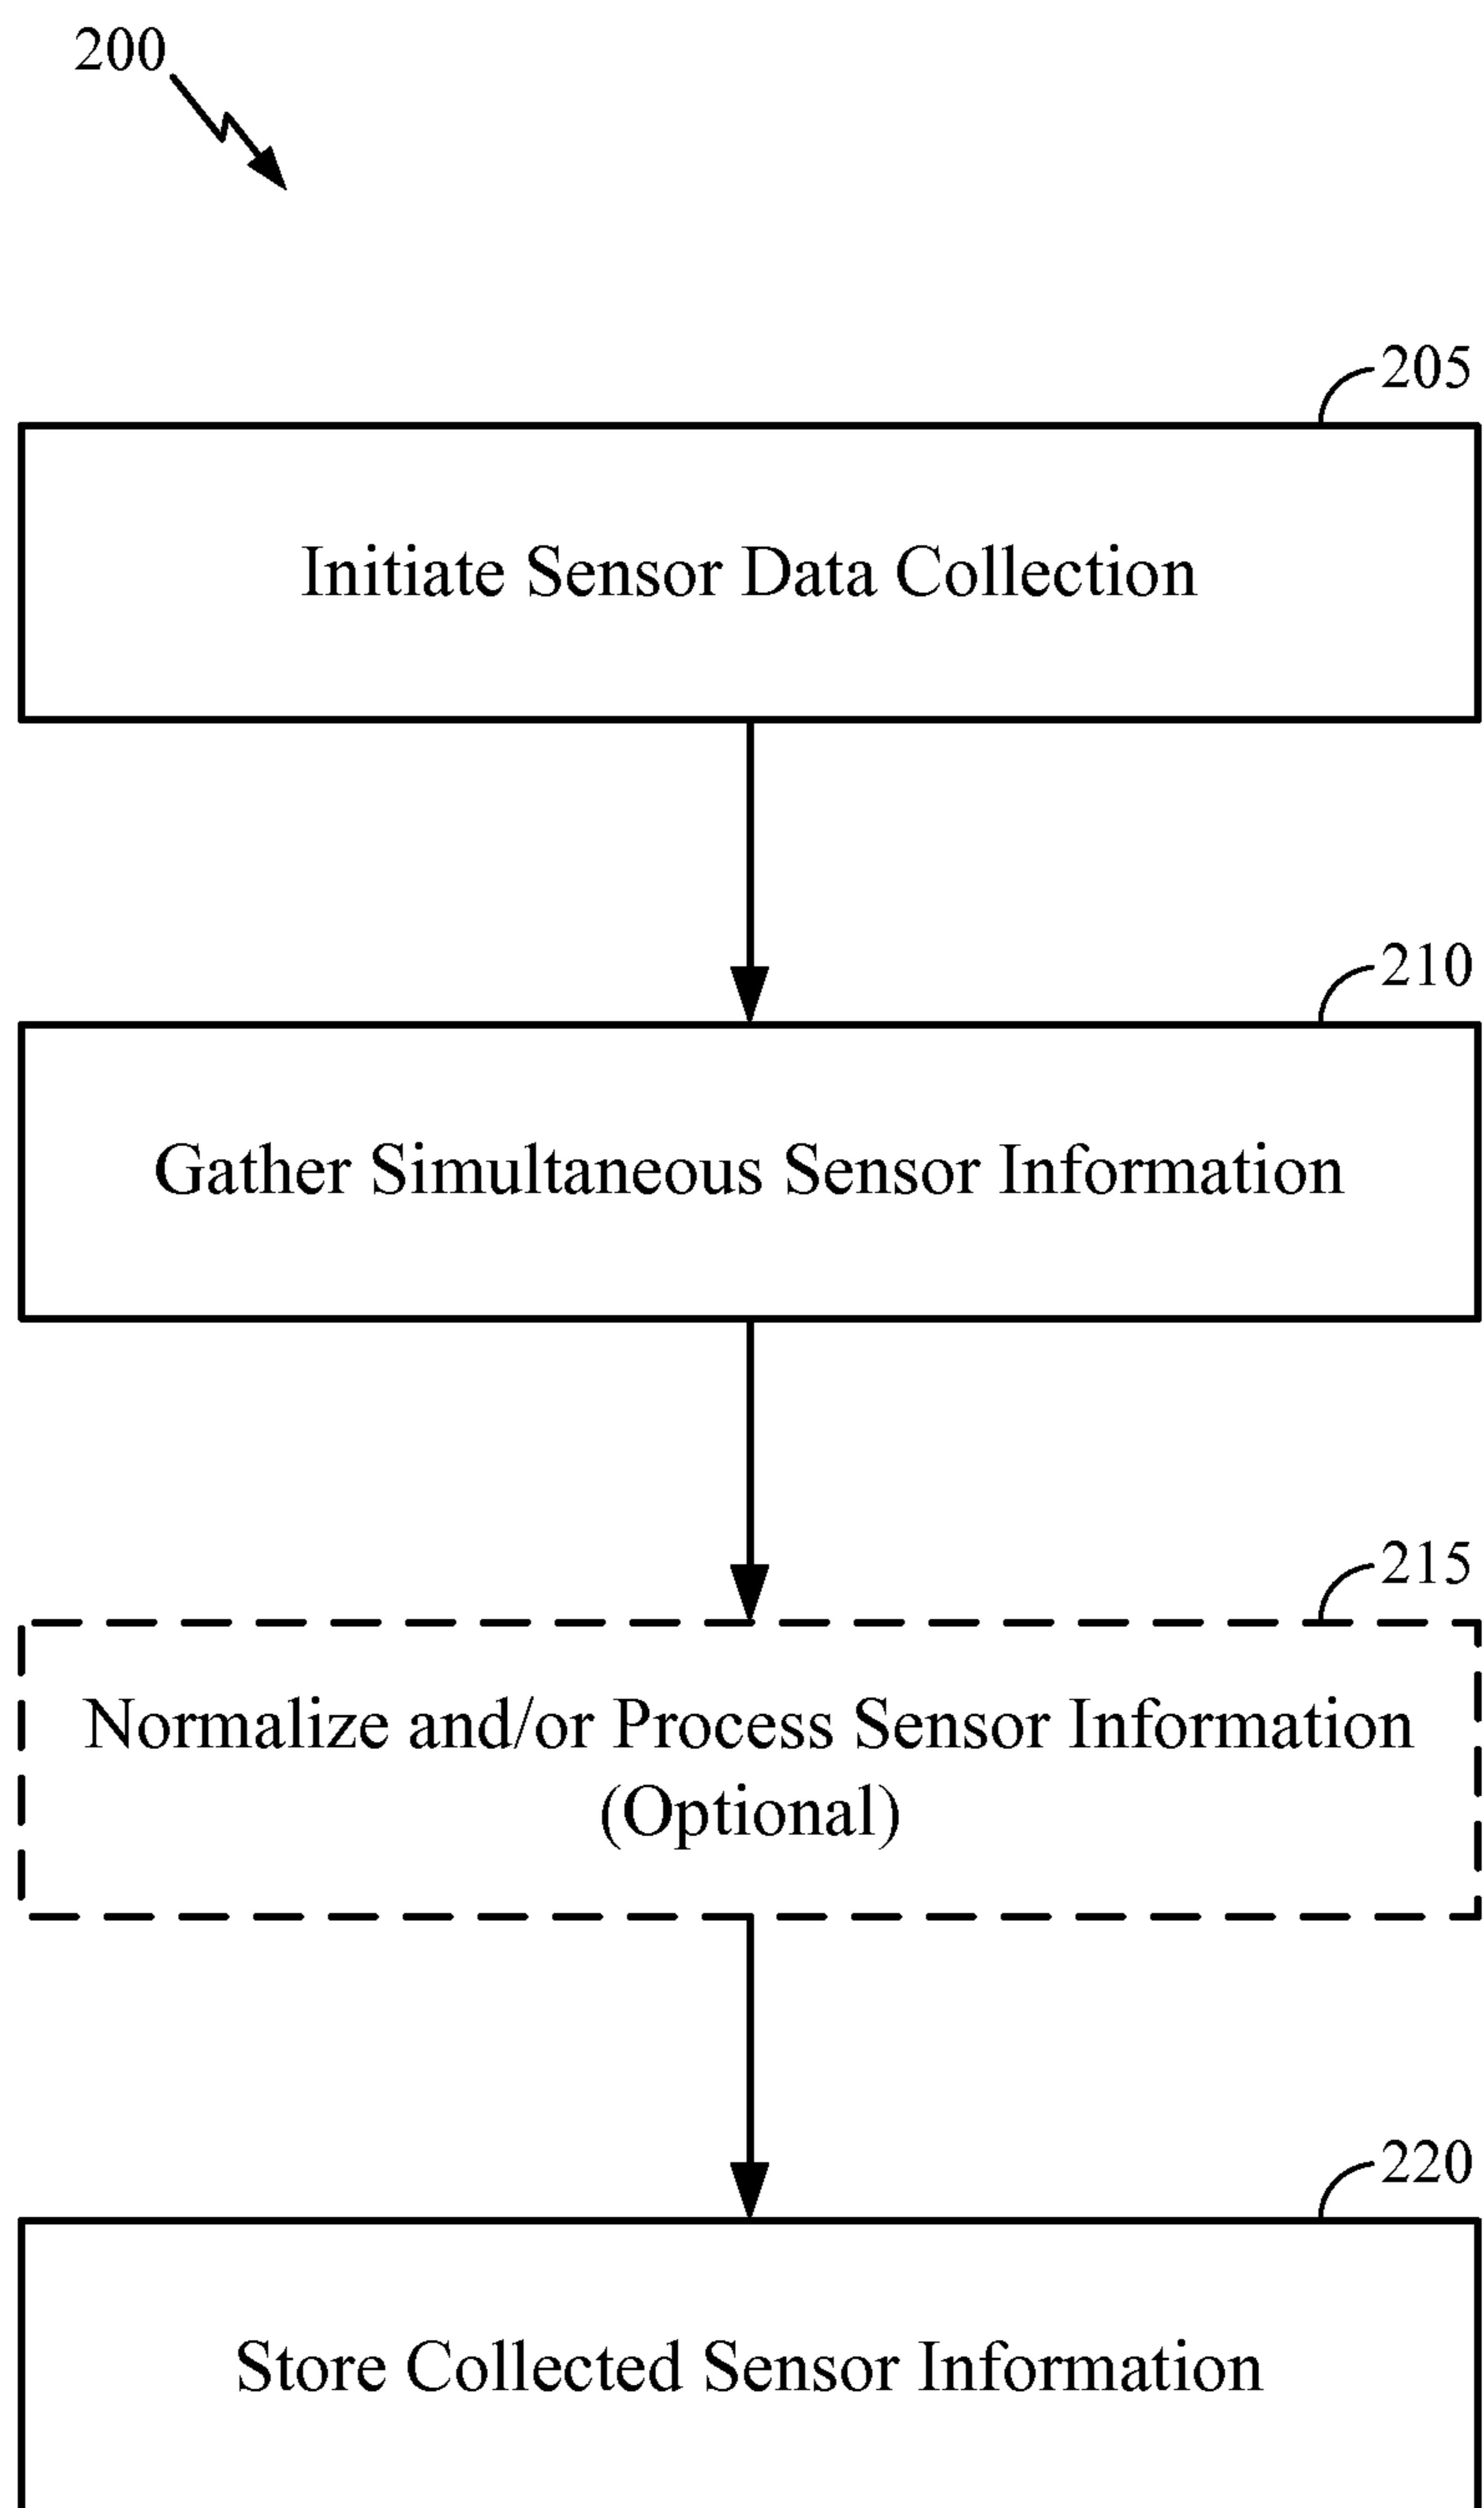 200
205
Initiate Sensor Data Collection
210
Gather Simultaneous Sensor Information
215
Normalize and/or Process Sensor Information
(Optional)
220
Store Collected Sensor Information